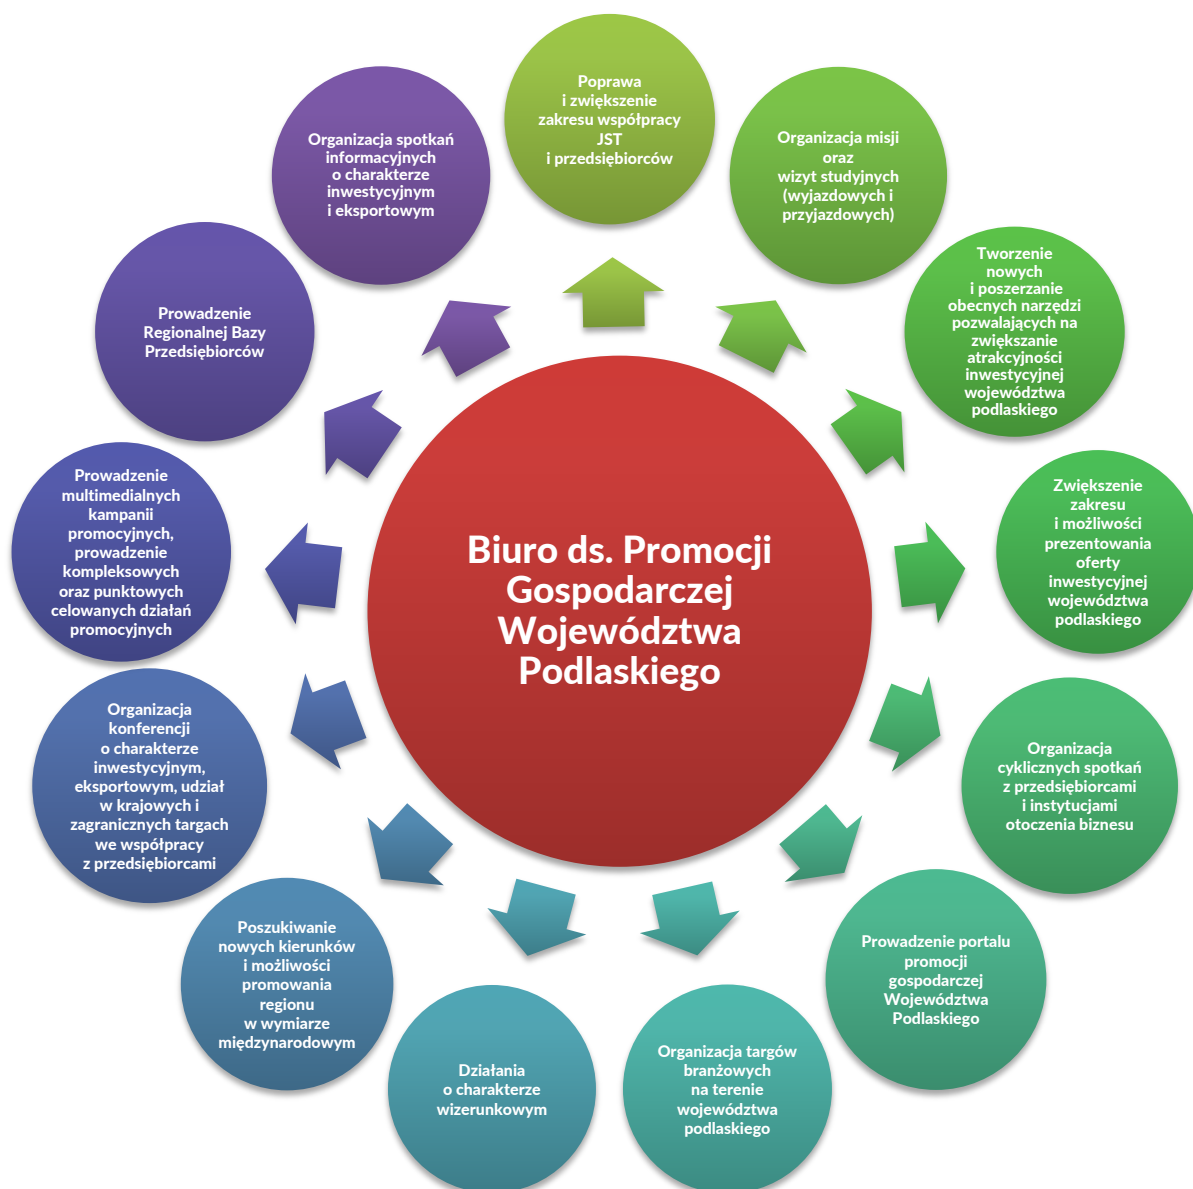 Poprawa
i zwiększenie
zakresu współpracy
JST
i przedsiębiorców
Organizacja misji
oraz
wizyt studyjnych
(wyjazdowych i
przyjazdowych)
Tworzenie
nowych
i poszerzanie
obecnych narzędzi
pozwalających na
zwiększanie
atrakcyjności
inwestycyjnej
województwa
podlaskiego
Zwiększenie
zakresu
i możliwości
prezentowania
oferty
inwestycyjnej
województwa
podlaskiego
Organizacja
cyklicznych spotkań
z przedsiębiorcami
i instytucjami
otoczenia biznesu
Prowadzenie portalu
promocji
gospodarczej
Województwa
Podlaskiego
Organizacja targów
branżowych
na terenie
województwa
podlaskiego
Działania
o charakterze
wizerunkowym
Poszukiwanie
nowych kierunków
i możliwości
promowania
regionu
w wymiarze
międzynarodowym
Organizacja
konferencji
o charakterze
inwestycyjnym,
eksportowym, udział
w krajowych i
zagranicznych targach
we współpracy
z przedsiębiorcami
Prowadzenie
multimedialnych
kampanii
promocyjnych,
prowadzenie
kompleksowych
oraz punktowych
celowanych działań
promocyjnych
Prowadzenie
Regionalnej Bazy
Przedsiębiorców
Organizacja spotkań
informacyjnych
o charakterze
inwestycyjnym
i eksportowym
Biuro ds. Promocji
Gospodarczej
Województwa
Podlaskiego